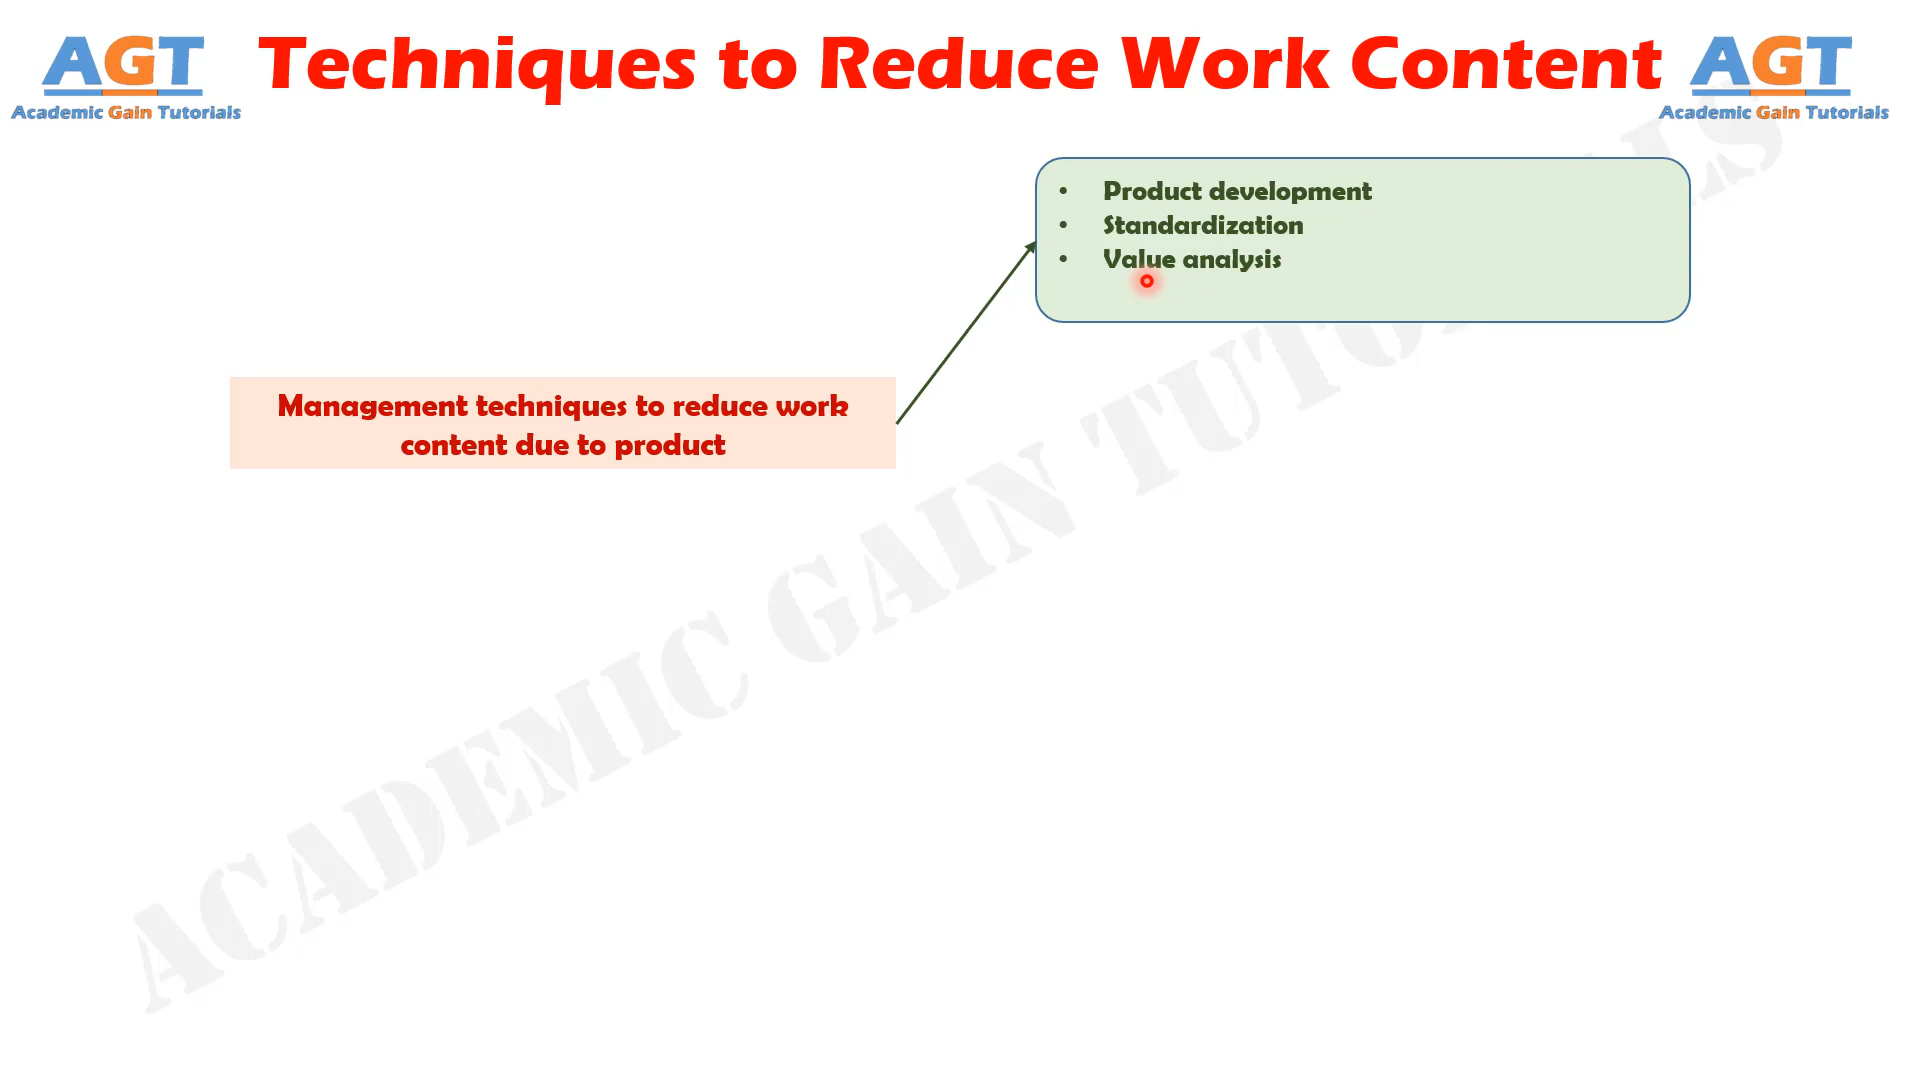 AGT
Academic Gain Tutorials
Techniques to Reduce Work Content
AGT
Academic Gain Tutorials
• Product development
• Standardization
• Value analysis
Management techniques to reduce work
content due to product
ACADEMIC GAIN TUTORIALS